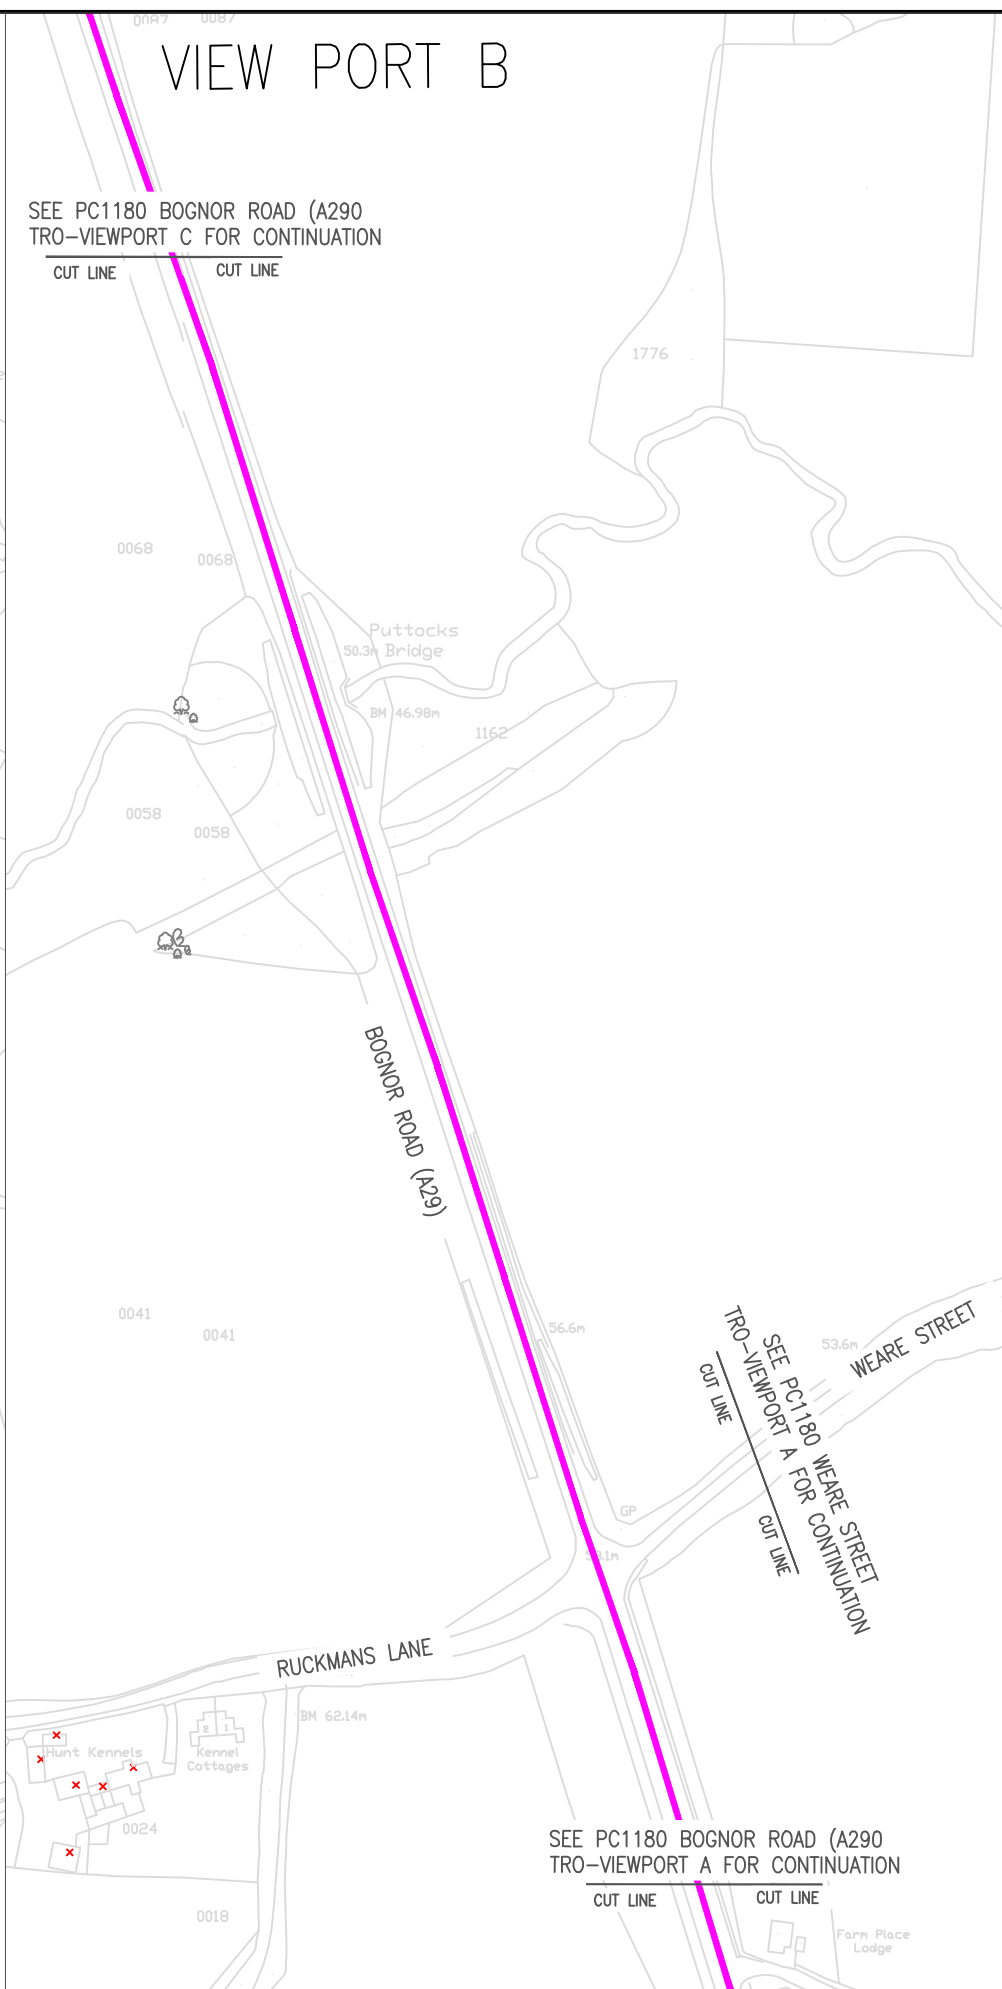 0087 0087
VIEW PORT B
SEE PC1180 BOGNOR ROAD (A290
TRO-VIEWPORT C FOR CONTINUATION
CUT LINE CUT LINE
1776
0068 0068
Puttocks
Bridge
50.3m
BM 46.98m
1162
0058 0058
BOGNOR ROAD (A29)
0041 0041
56.6m
53.6m
WEARE STREET
SEE PC1180 WEARE STREET
TRO-VIEWPORT A FOR CONTINUATION
CUT LINE CUT LINE
GP
RUCKMANS LANE
BM 62.14m
2 1
Hunt Kennels
Kennel
Cottages
0024
SEE PC1180 BOGNOR ROAD (A290
TRO-VIEWPORT A FOR CONTINUATION
CUT LINE CUT LINE
0018
Farm Place
Lodge